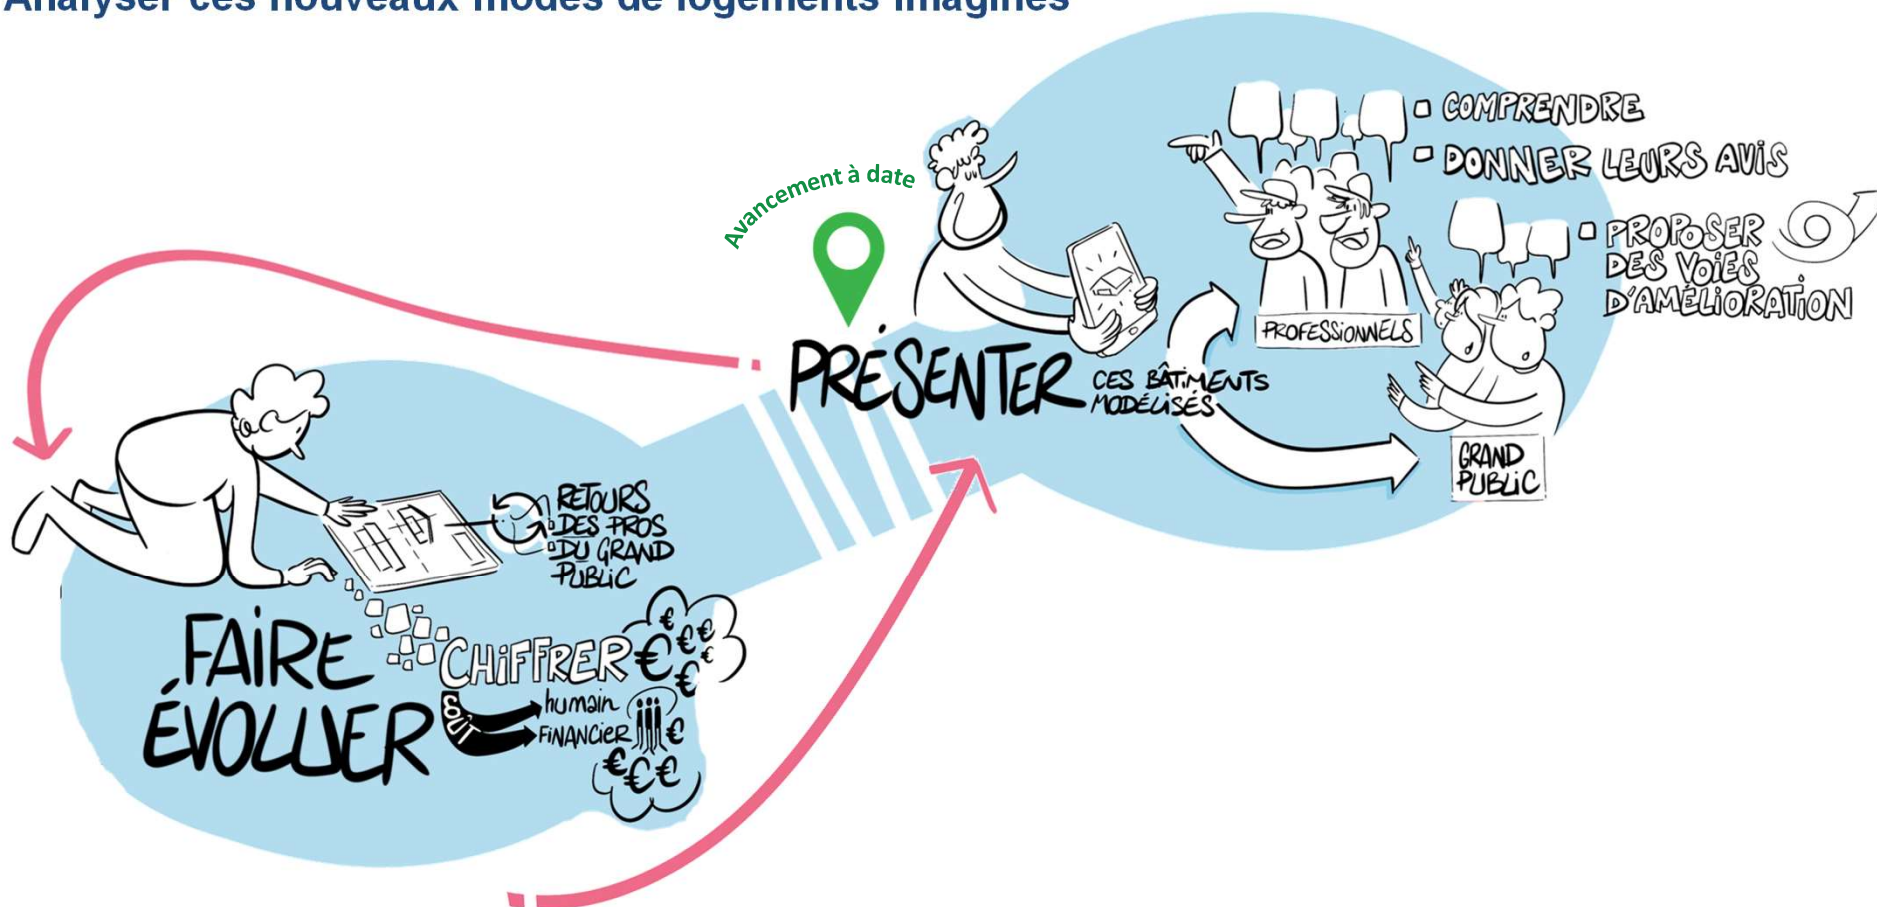 Analyser ces nouveaux modes de logements imaginés
Avancement à date
PRÉSENTER
CES BÂTIMENTS
MODÉLISÉS
COMPRENDRE
DONNER LEURS AVIS
PROPOSER
DES VOIES
D'AMÉLIORATION
PROFESSIONNELS
GRAND
PUBLIC
RETOURS
DES PROS
DU GRAND
PUBLIC
FAIRE
ÉVOLUER
CHIFFRER
€ € € € € €
COÛT
humain
FINANCIER
€
€ € €